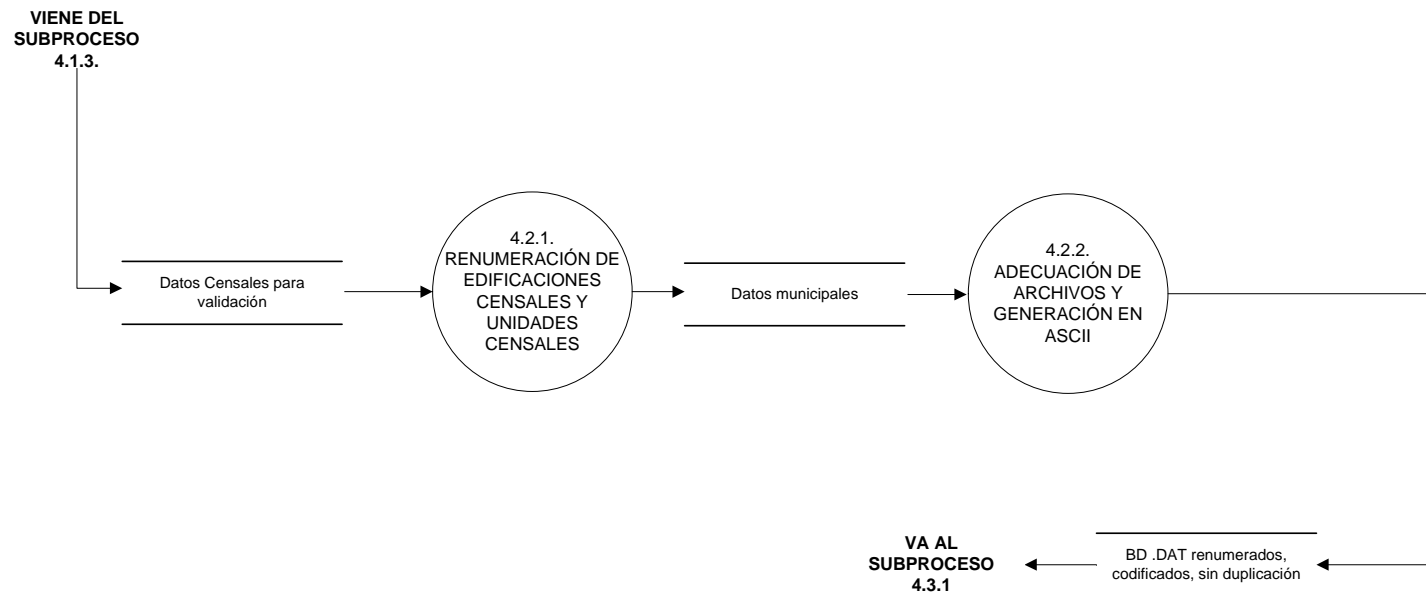 VIENE DEL
SUBPROCESO
4.1.3.
Datos Censales para
validación
4.2.1.
RENUMERACIÓN DE
EDIFICACIONES
CENSALES Y
UNIDADES
CENSALES
Datos municipales
4.2.2.
ADECUACIÓN DE
ARCHIVOS Y
GENERACIÓN EN
ASCII
VA AL
SUBPROCESO
4.3.1
BD .DAT renumerados,
codificados, sin duplicación